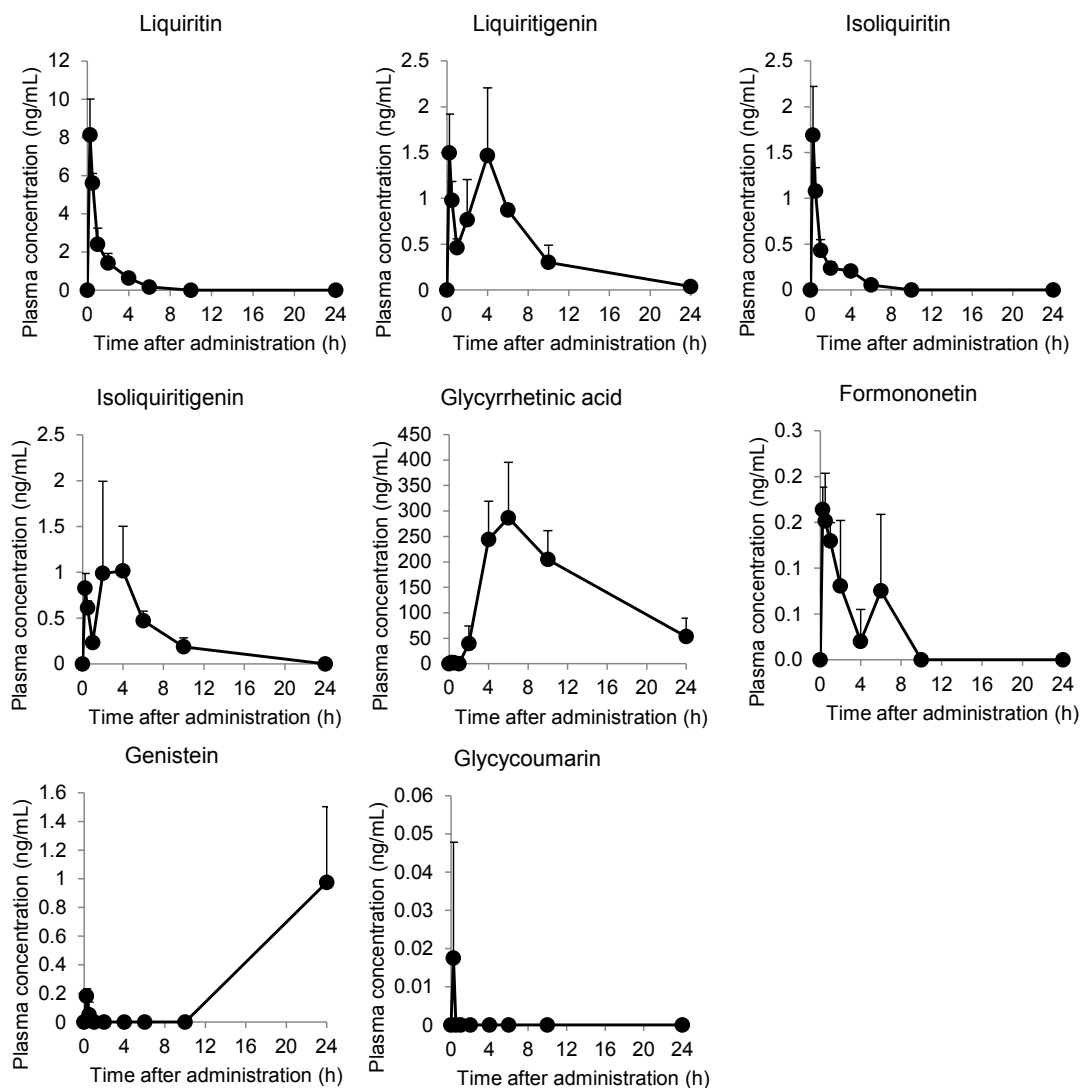 Liquiritin
Plasma concentration (ng/mL)
12
10
8
6
4
2
0
0 4 8 12 16 20 24
Time after administration (h)
Liquiritigenin
Plasma concentration (ng/mL)
2.5
2
1.5
1
0.5
0
0 4 8 12 16 20 24
Time after administration (h)
Isoliquiritin
Plasma concentration (ng/mL)
2.5
2
1.5
1
0.5
0
0 4 8 12 16 20 24
Time after administration (h)
Isoliquiritigenin
Plasma concentration (ng/mL)
2.5
2
1.5
1
0.5
0
0 4 8 12 16 20 24
Time after administration (h)
Glycyrrhetinic acid
Plasma concentration (ng/mL)
450
400
350
300
250
200
150
100
50
0
0 4 8 12 16 20 24
Time after administration (h)
Formononetin
Plasma concentration (ng/mL)
0.3
0.2
0.2
0.1
0.1
0.0
0 4 8 12 16 20 24
Time after administration (h)
Genistein
Plasma concentration (ng/mL)
1.6
1.4
1.2
1
0.8
0.6
0.4
0.2
0
0 4 8 12 16 20 24
Time after administration (h)
Glycycoumarin
Plasma concentration (ng/mL)
0.06
0.05
0.04
0.03
0.02
0.01
0
0 4 8 12 16 20 24
Time after administration (h)